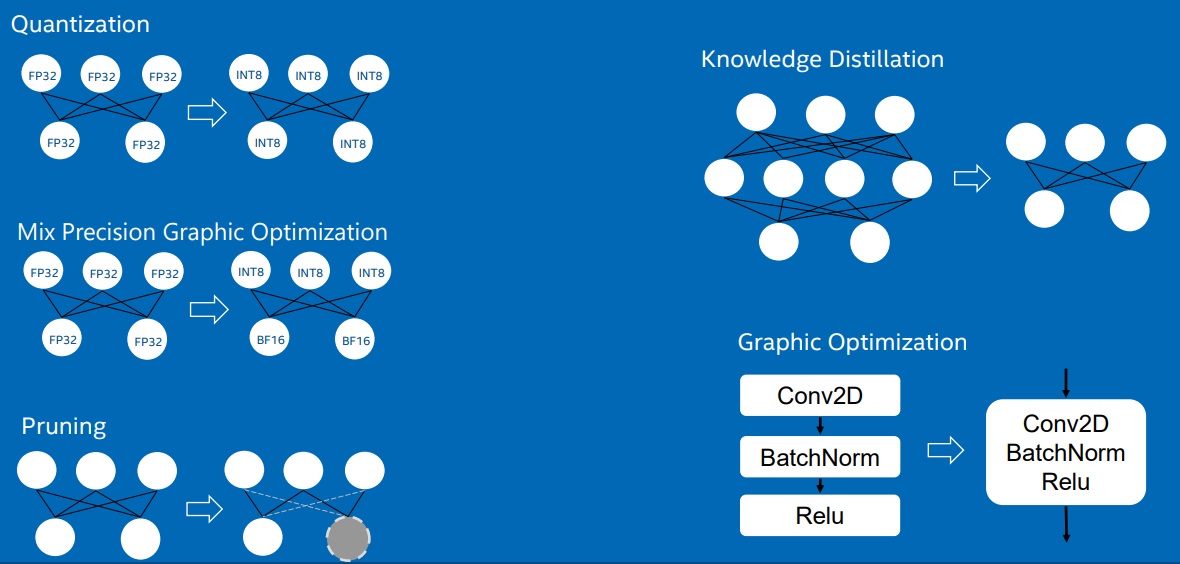 Quantization
FP32 FP32 FP32 INT8 INT8 INT8
FP32 FP32 INT8 INT8
Mix Precision Graphic Optimization
FP32 FP32 FP32 INT8 INT8 INT8
FP32 FP32 BF16 BF16
Pruning
Knowledge Distillation
Graphic Optimization
Conv2D
BatchNorm
Relu
Conv2D
BatchNorm
Relu